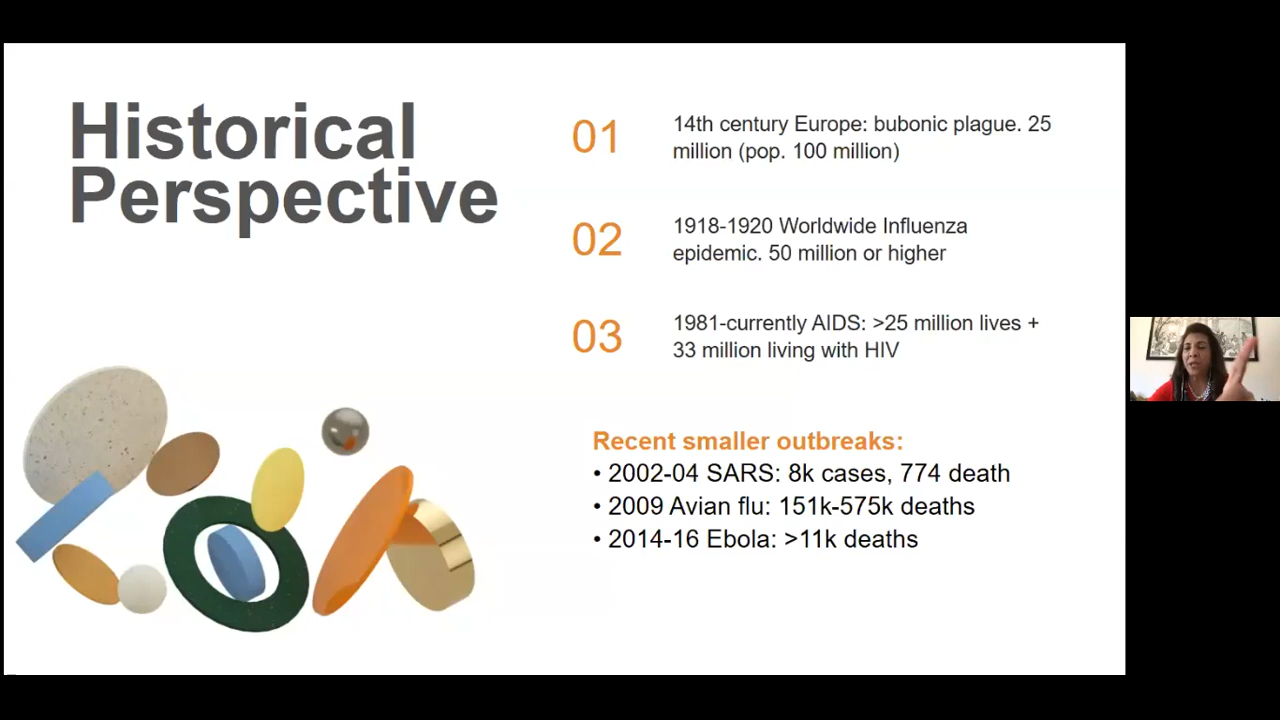 Historical
Perspective
01
14th century Europe: bubonic plague. 25
million (pop. 100 million)
02
1918-1920 Worldwide Influenza
epidemic. 50 million or higher
03
1981-currently AIDS: >25 million lives +
33 million living with HIV
Recent smaller outbreaks:
• 2002-04 SARS: 8k cases, 774 death
• 2009 Avian flu: 151k-575k deaths
• 2014-16 Ebola: >11k deaths